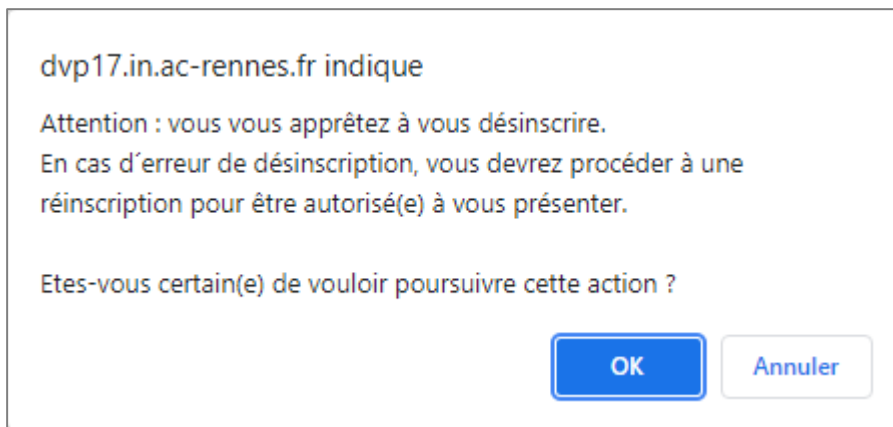 dvp17.in.ac-rennes.fr indique
Attention : vous vous apprêtez à vous désinscrire.
En cas d´erreur de désinscription, vous devrez procéder à une
réinscription pour être autorisé(e) à vous présenter.
Etes-vous certain(e) de vouloir poursuivre cette action ?
OK
Annuler